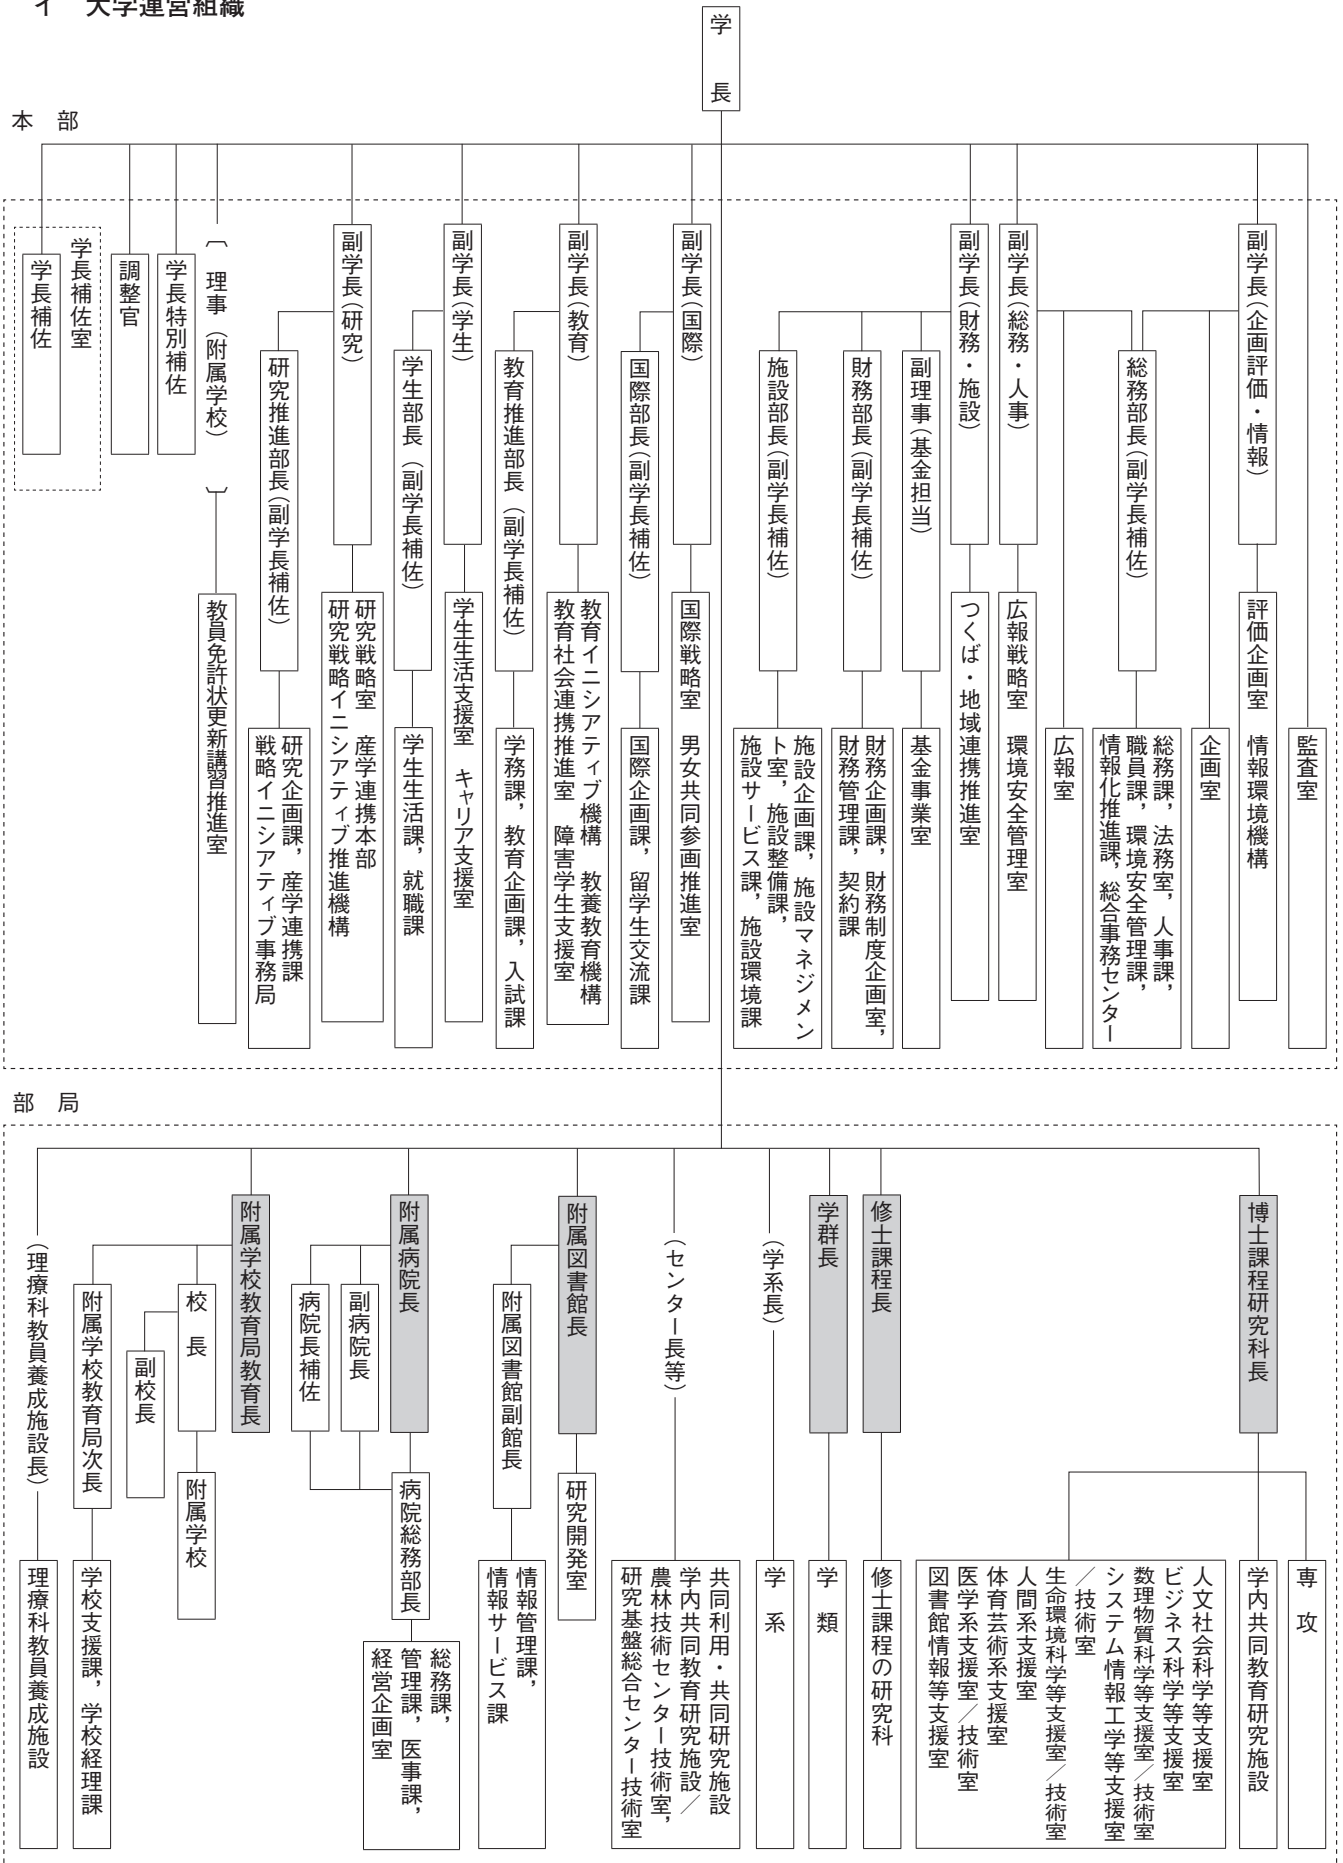 イ　大学運営組織
学　長
本　部
監査室
副学長（企画評価・情報）
評価企画室　情報環境機構
企画室
総務部長（副学長補佐）
総務課，法務室，人事課，
職員課，環境安全管理課，
情報化推進課，総合事務センター
副学長（総務・人事）
広報戦略室　環境安全管理室
広報室
副学長（財務・施設）
つくば・地域連携推進室
副理事（基金担当）
基金事業室
財務部長（副学長補佐）
財務企画課，財務制度企画室，
財務管理課，契約課
施設部長（副学長補佐）
施設企画課，施設マネジメン
ト室，施設整備課，
施設サービス課，施設環境課
副学長（国際）
国際戦略室　男女共同参画推進室
国際部長（副学長補佐）
国際企画課，留学生交流課
副学長（教育）
教育イニシアティブ機構　教養教育機構
教育社会連携推進室　障害学生支援室
教育推進部長（副学長補佐）
学務課，教育企画課，入試課
副学長（学生）
学生生活支援室　キャリア支援室
学生部長（副学長補佐）
学生生活課，就職課
副学長（研究）
研究戦略室　産学連携本部
研究戦略イニシアティブ推進機構
研究推進部長（副学長補佐）
研究企画課，産学連携課
戦略イニシアティブ事務局
〔　理事（附属学校）　〕
教員免許状更新講習推進室
学長特別補佐
調整官
学長補佐室
学長補佐
部　局
博士課程研究科長
専　攻
学内共同教育研究施設
人文社会科学等支援室
ビジネス科学等支援室
数理物質科学等支援室／技術室
システム情報工学等支援室
／技術室
生命環境科学等支援室／技術室
人間系支援室
体育芸術系支援室
医学系支援室／技術室
図書館情報等支援室
修士課程長
修士課程の研究科
学群長
学　類
（学系長）
学　系
（センター長等）
共同利用・共同研究施設
学内共同教育研究施設／
農林技術センター技術室，
研究基盤総合センター技術室
附属図書館長
研究開発室
附属図書館副館長
情報管理課，
情報サービス課
附属病院長
副病院長
病院長補佐
病院総務部長
総務課，
管理課，医事課，
経営企画室
附属学校教育局教育長
校　長
附属学校
副校長
附属学校教育局次長
学校支援課，学校経理課
（理療科教員養成施設長）
理療科教員養成施設